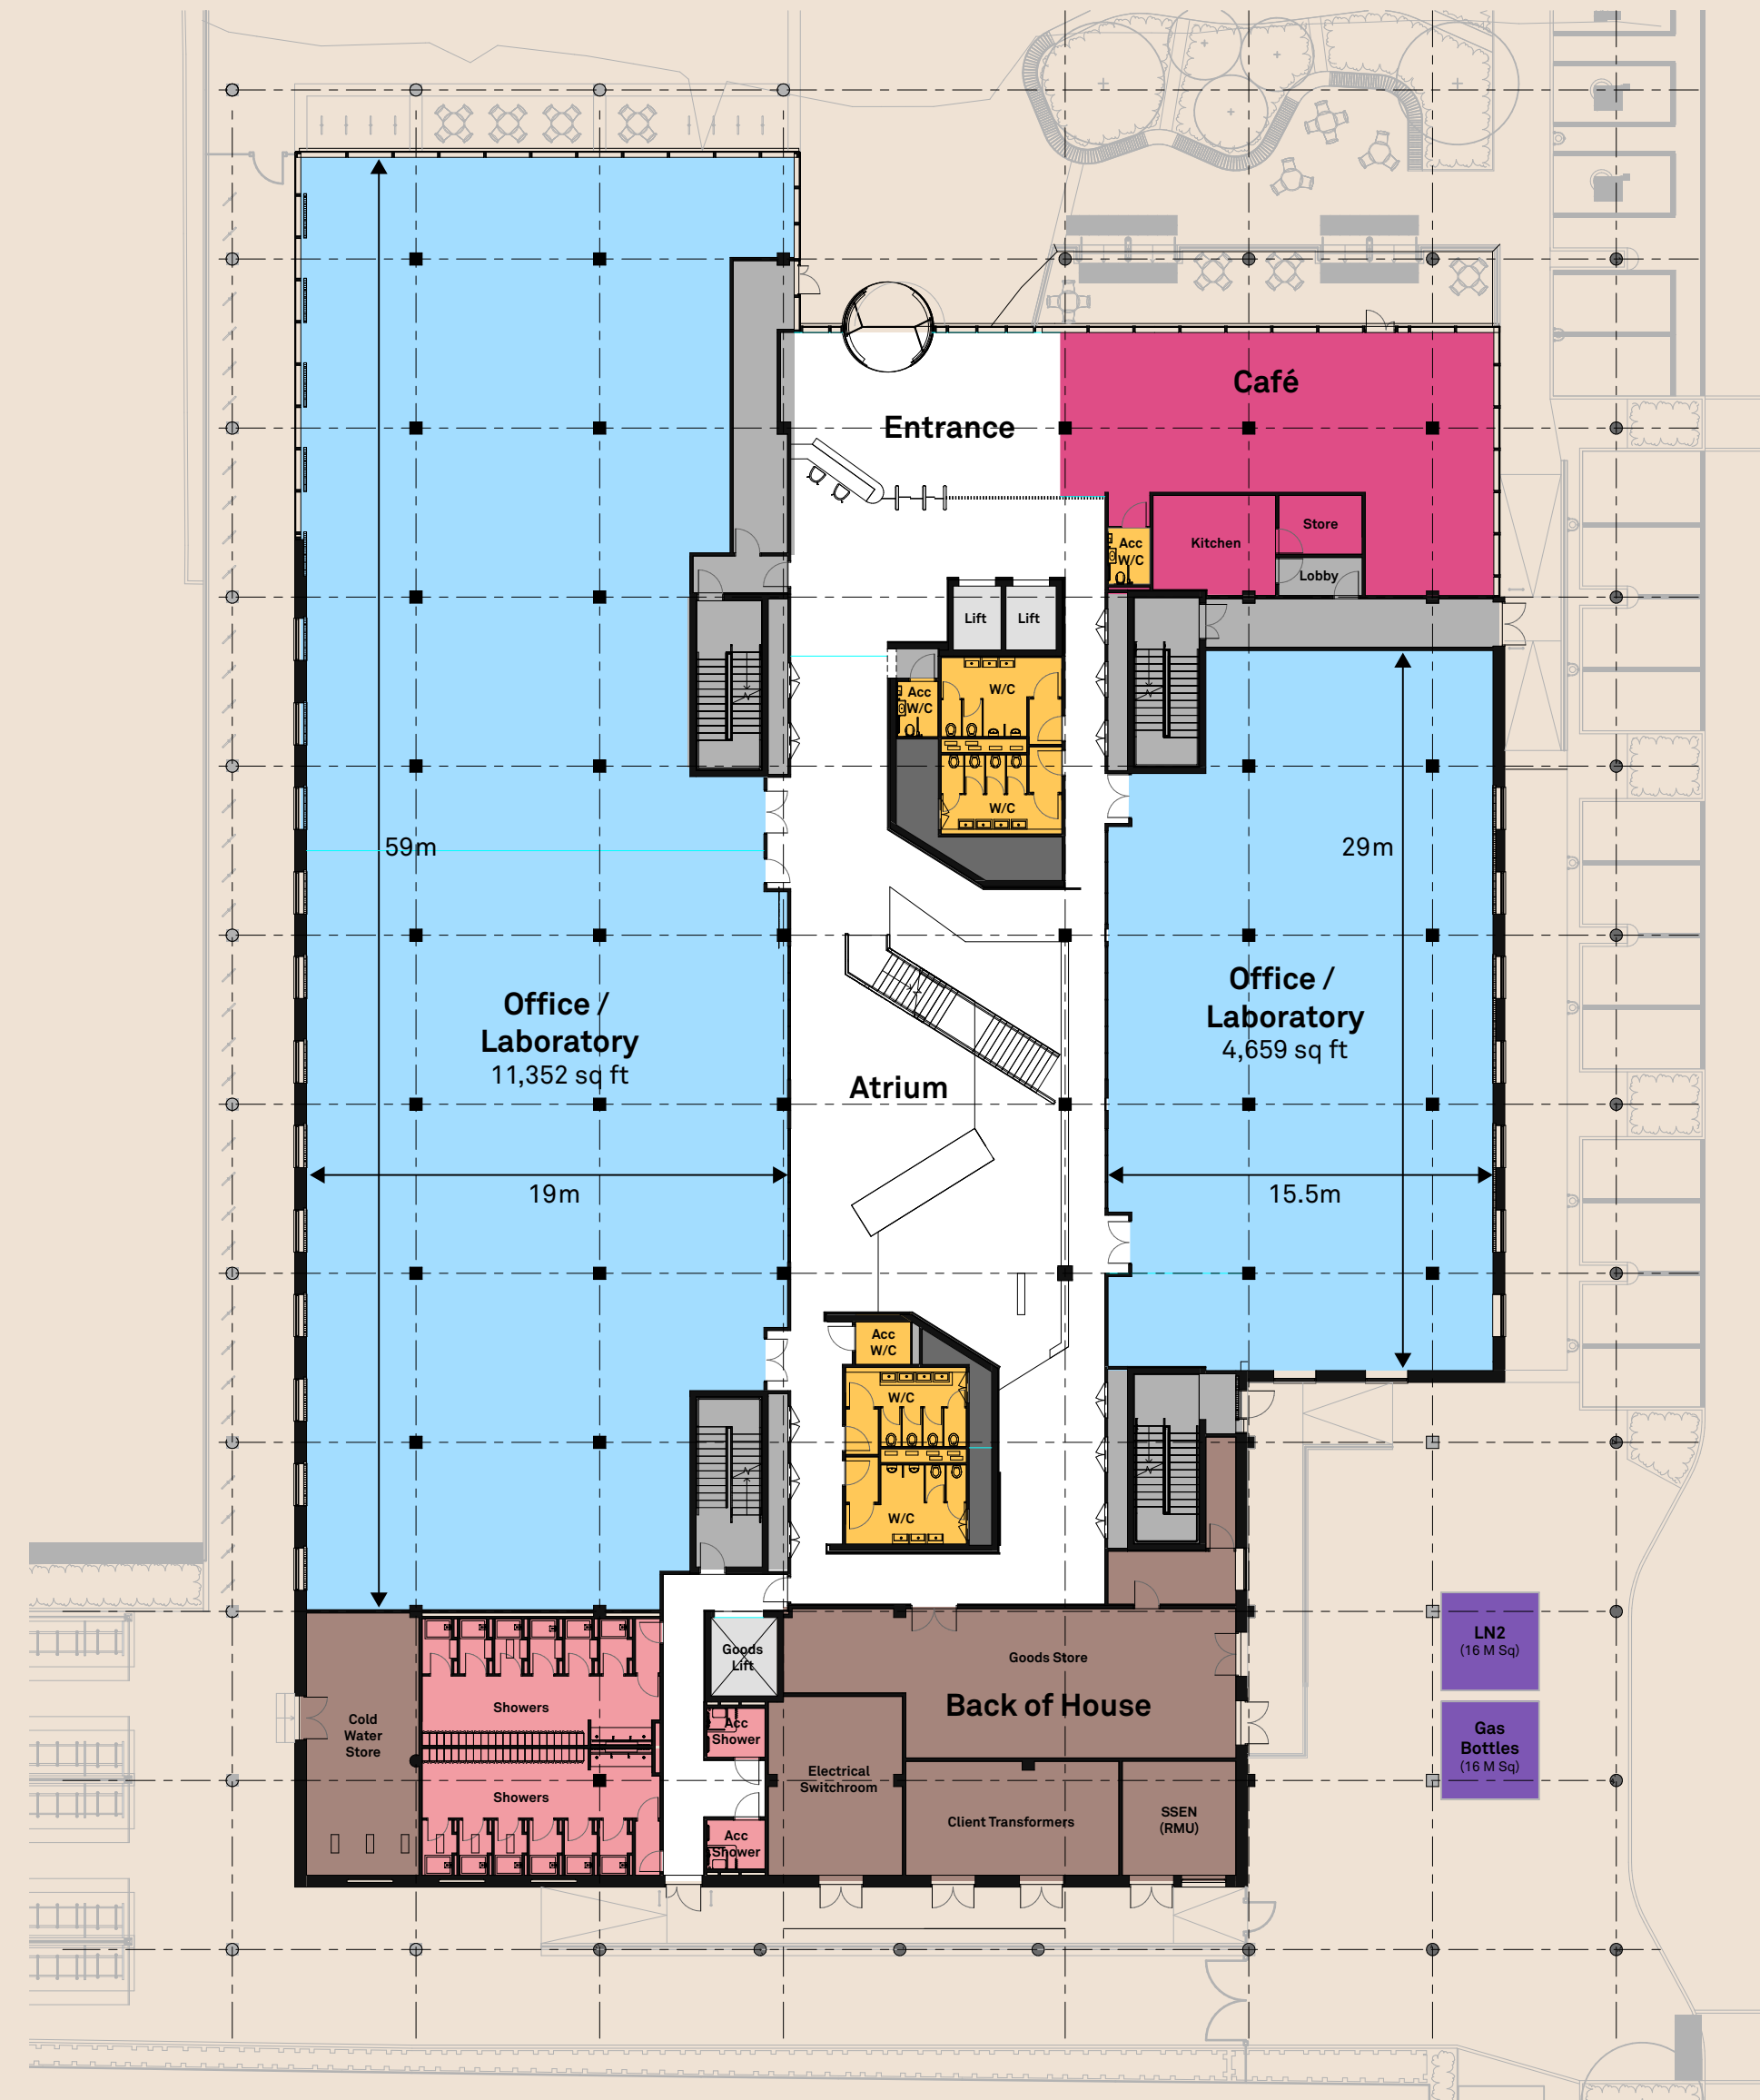 Café
Entrance
Store
Kitchen
Acc
W/C
Lobby
Lift
Lift
W/C
Acc
W/C
W/C
59m
29m
Office /
Laboratory
11,352 sq ft
Office /
Laboratory
4,659 sq ft
Atrium
19m
15.5m
Acc
W/C
W/C
W/C
LN2
(16 M Sq)
Goods
Lift
Goods Store
Back of House
Showers
Cold
Water
Store
Acc
Shower
Gas
Bottles
(16 M Sq)
Electrical
Switchroom
Showers
Client Transformers
SSEN
(RMU)
Acc
Shower